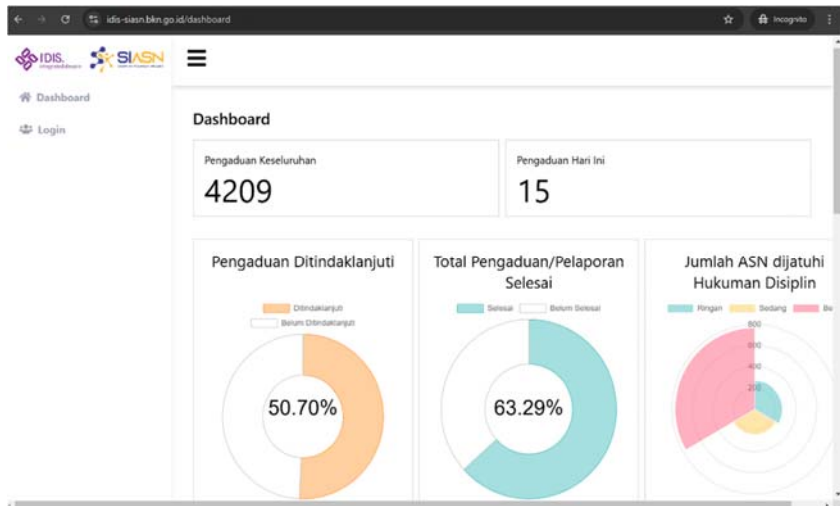 idis-siasn.bkn.go.id/dashboard
Incognito
IDIS.
SIASN
Dashboard
Login
Dashboard
Pengaduan Keseluruhan
4209
Pengaduan Hari Ini
15
Pengaduan Ditindaklanjuti
Ditindaklanjuti
Belum Ditindaklanjuti
50.70%
Total Pengaduan/Pelaporan
Selesai
Selesai
Belum Selesai
63.29%
Jumlah ASN dijatuhi
Hukuman Disiplin
Ringan
Sedang
Be
800
600
400
200